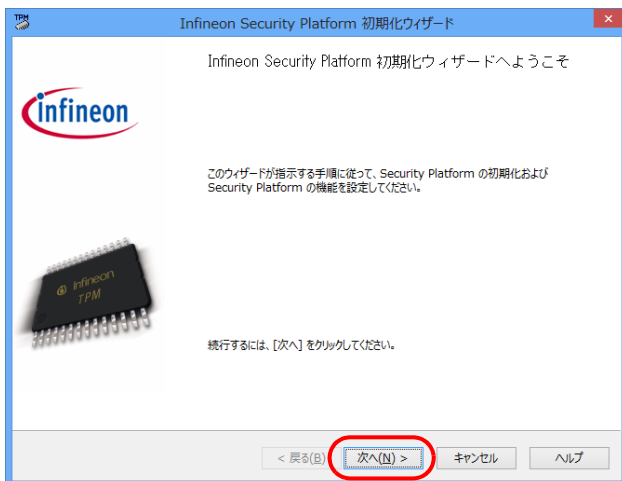 TPM
Infineon Security Platform 初期化ウィザード
Infineon Security Platform 初期化ウィザードへようこそ
infineon
このウィザードが指示する手順に従って、Security Platform の初期化および
Security Platform の機能を設定してください。
infineon
TPM
続行するには、[次へ] をクリックしてください。
< 戻る(B)
次へ(N) >
キャンセル
ヘルプ